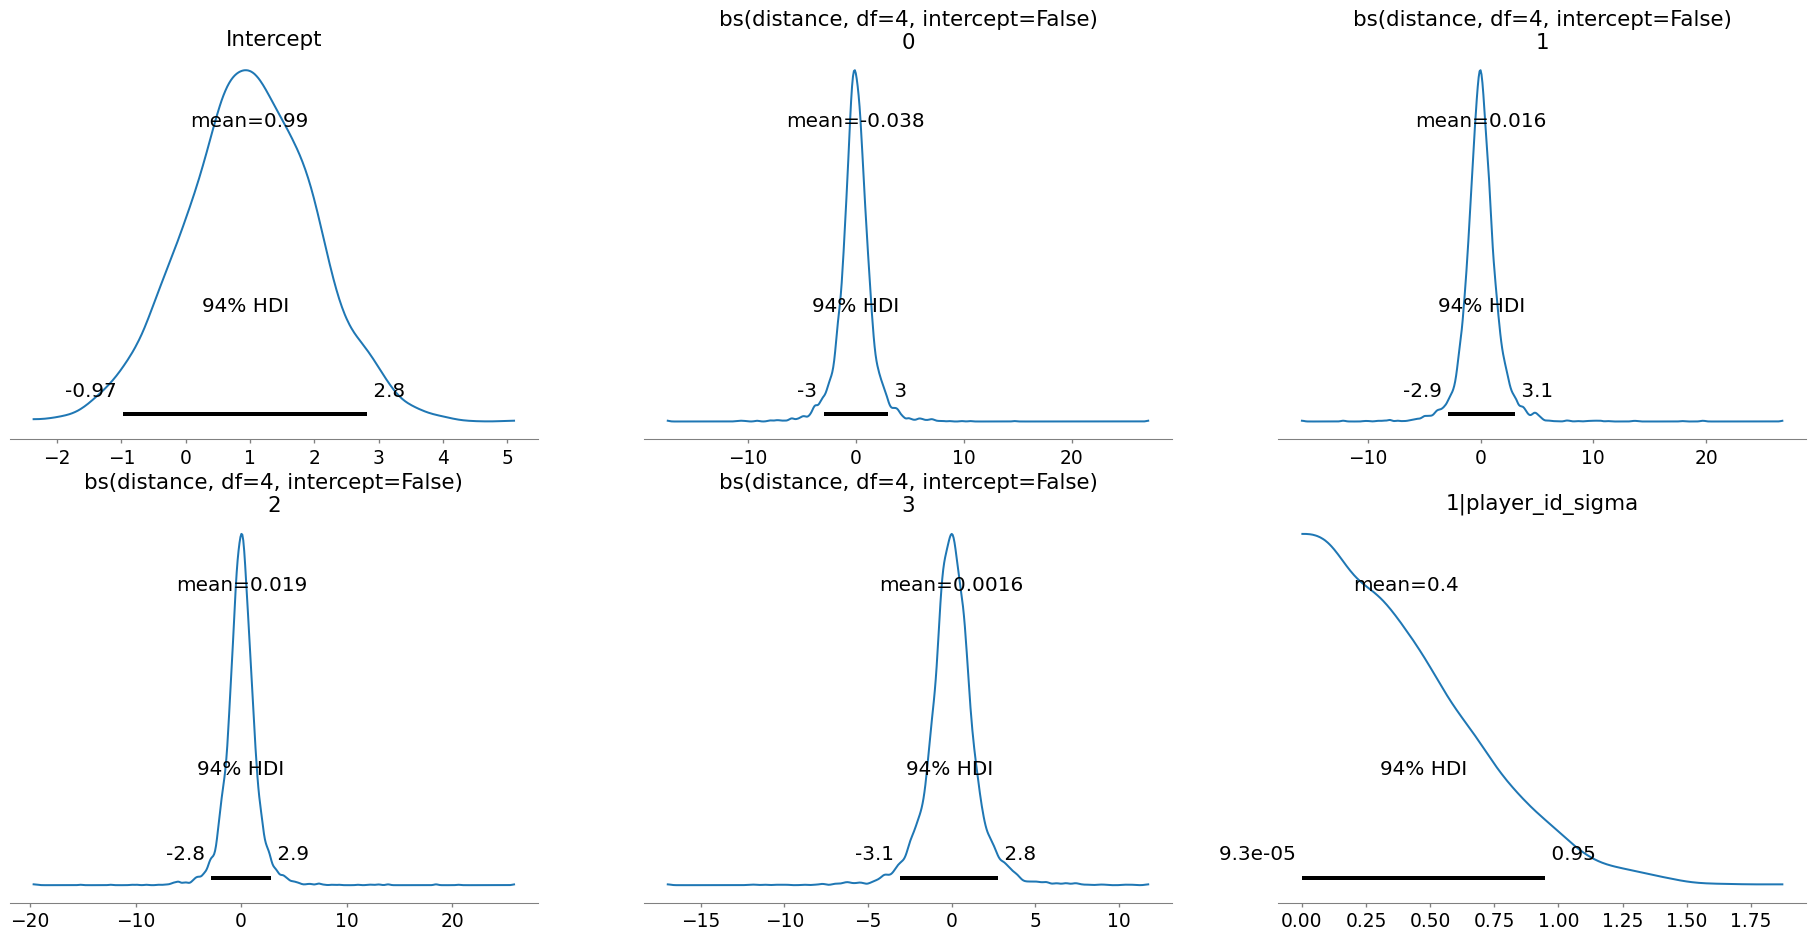 Intercept
mean=0.99
94% HDI
-0.97 2.8
−2 −1 0 1 2 3 4 5
bs(distance, df=4, intercept=False)
0
mean=-0.038
94% HDI
-3 3
−10 0 10 20
bs(distance, df=4, intercept=False)
1
mean=0.016
94% HDI
-2.9 3.1
−10 0 10 20
bs(distance, df=4, intercept=False)
2
mean=0.019
94% HDI
-2.8 2.9
−20 −10 0 10 20
bs(distance, df=4, intercept=False)
3
mean=0.0016
94% HDI
-3.1 2.8
−15 −10 −5 0 5 10
1|player_id_sigma
mean=0.4
94% HDI
9.3e-05 0.95
0.00 0.25 0.50 0.75 1.00 1.25 1.50 1.75